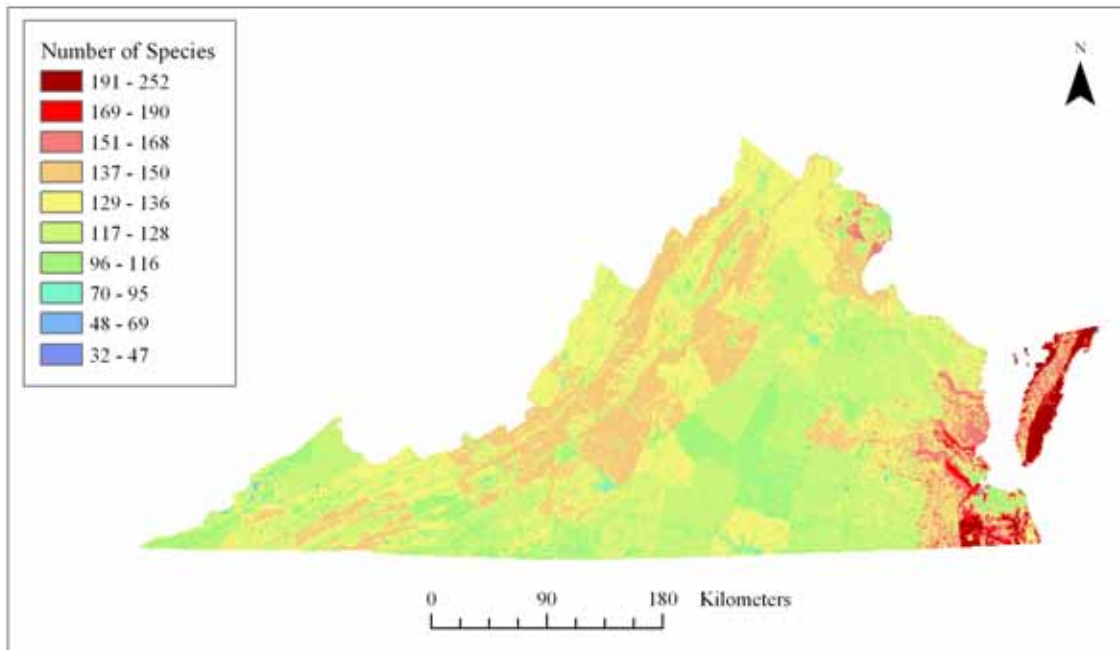 Number of Species
191 - 252
169 - 190
151 - 168
137 - 150
129 - 136
117 - 128
96 - 116
70 - 95
48 - 69
32 - 47
N
0 90 180 Kilometers